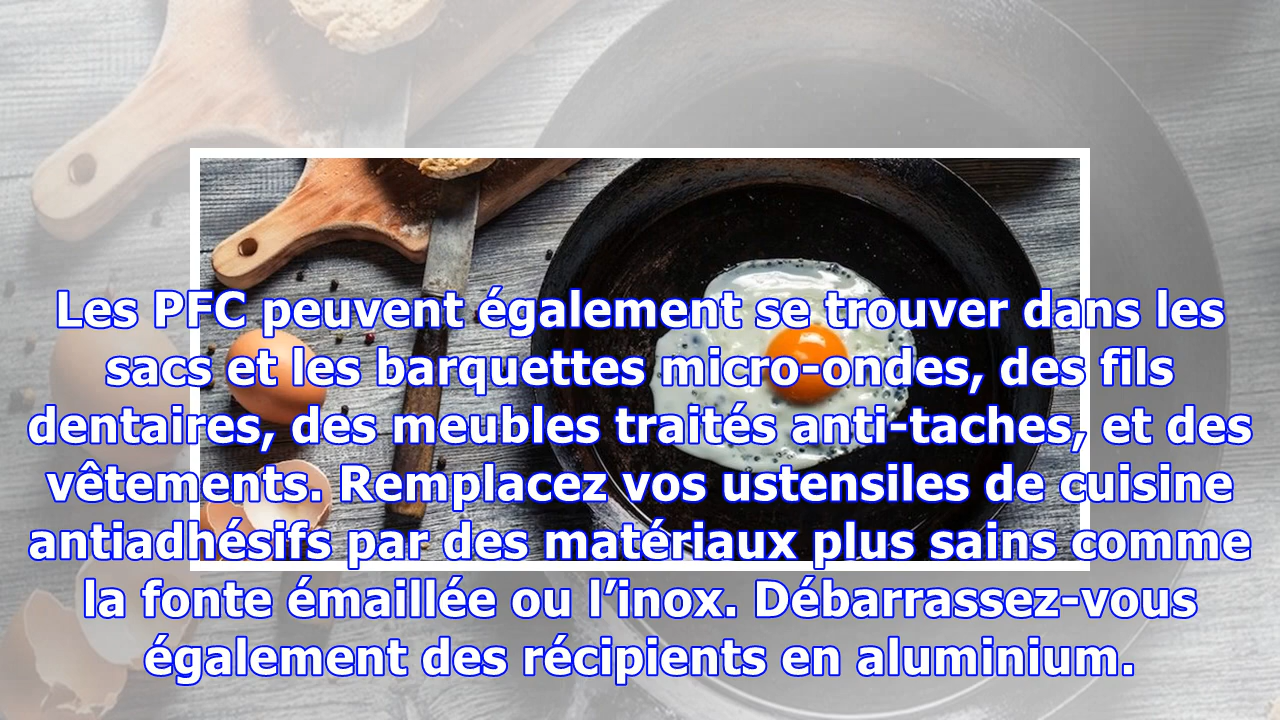 Les PFC peuvent également se trouver dans les
sacs et les barquettes micro-ondes, des fils
dentaires, des meubles traités anti-taches, et des
vêtements. Remplacez vos ustensiles de cuisine
antiadhésifs par des matériaux plus sains comme
la fonte émaillée ou l’inox. Débarrassez-vous
également des récipients en aluminium.